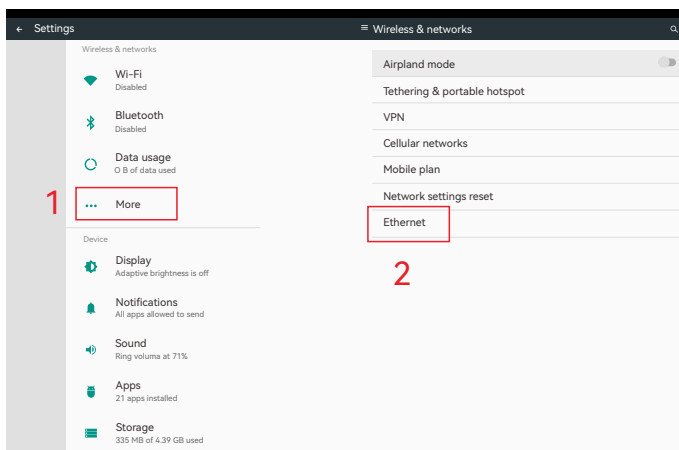 Settings
Wireless & networks
Wi-Fi
Disabled
Bluetooth
Disabled
Data usage
O B of data used
1
More
Device
Display
Adaptive brightness is off
Notifications
All apps allowed to send
Sound
Ring voluma at 71%
Apps
21 apps installed
Storage
335 MB of 4.39 GB used
Wireless & networks
Airpland mode
Tethering & portable hotspot
VPN
Cellular networks
Mobile plan
Network settings reset
Ethernet
2